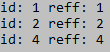 id: 1 reff: 1
id: 2 reff: 2
id: 4 reff: 4